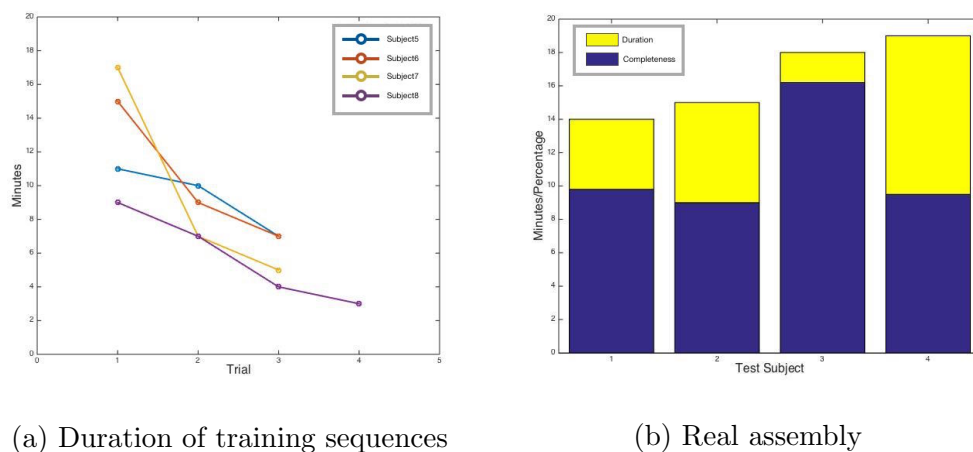 20
18
16
14
12
10
8
6
4
2
0
Minutes
0 1 2 3 4 5
Trial
Subject5
Subject6
Subject7
Subject8
(a) Duration of training sequences
20
18
16
14
12
10
8
6
4
2
0
Minutes/Percentage
1 2 3 4
Test Subject
Duration
Completeness
(b) Real assembly